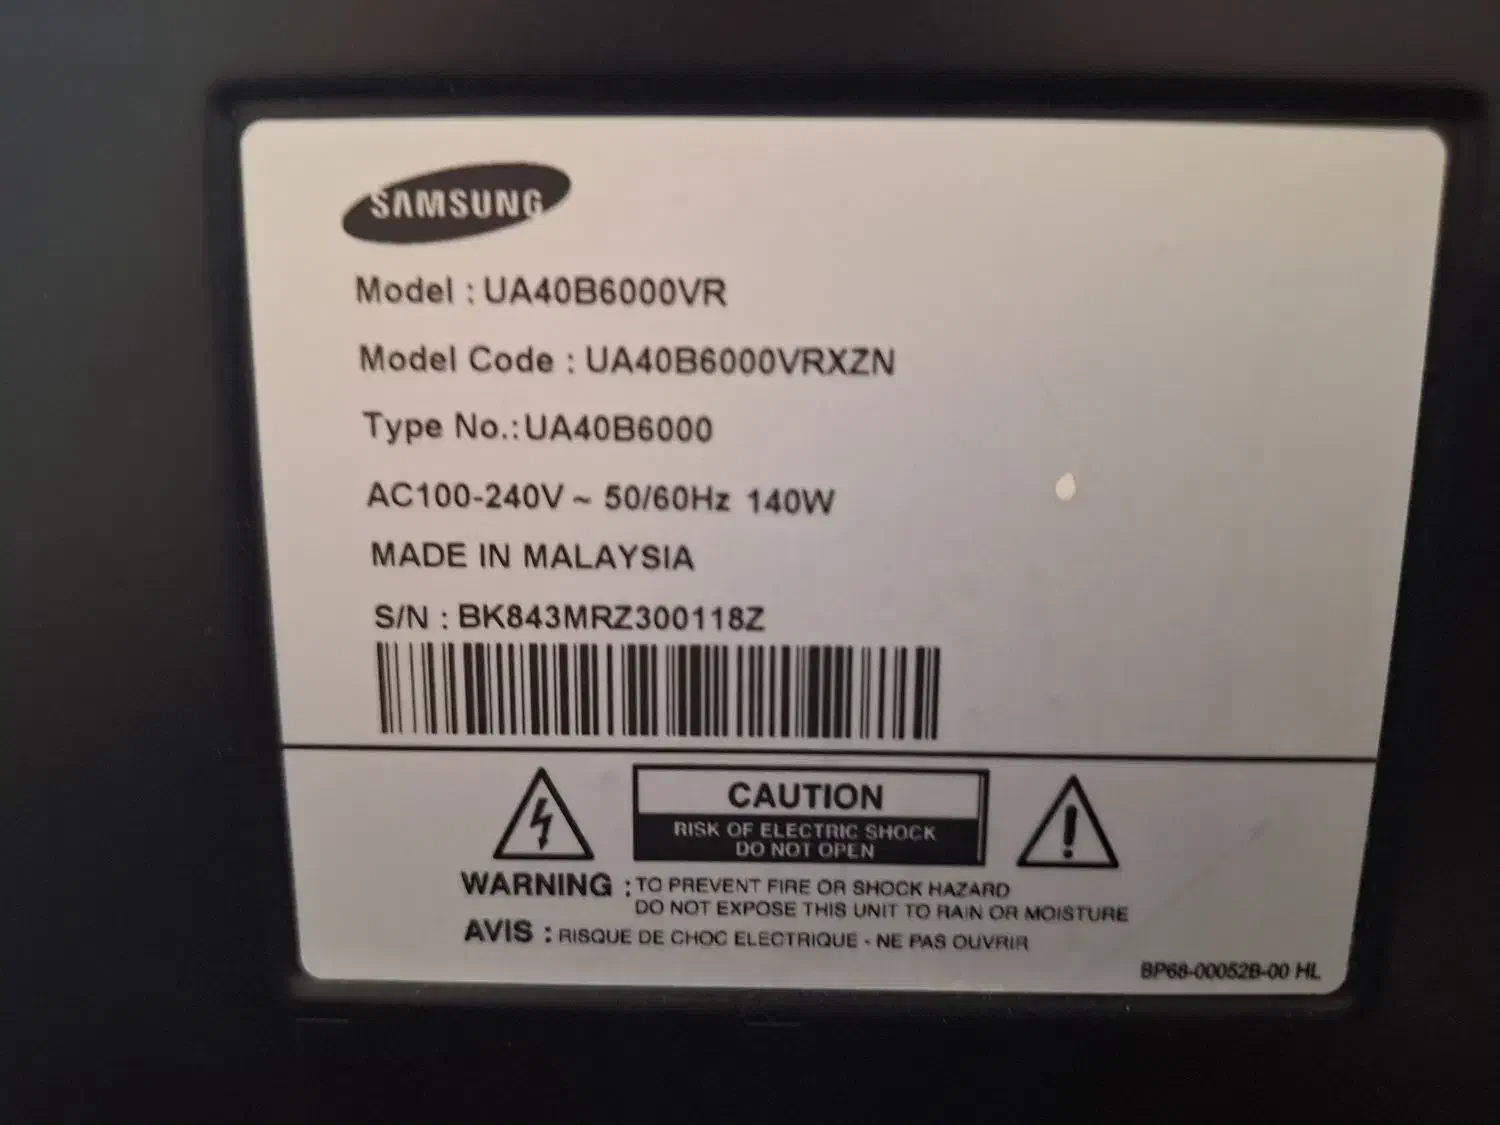 SAMSUNG
Model : UA40B6000VR
Model Code : UA40B6000VRXZN
Type No.:UA40B6000
AC100-240V ~ 50/60Hz 140W
MADE IN MALAYSIA
S/N : BK843MRZ300118Z
CAUTION
RISK OF ELECTRIC SHOCK
DO NOT OPEN
WARNING : TO PREVENT FIRE OR SHOCK HAZARD
DO NOT EXPOSE THIS UNIT TO RAIN OR MOISTURE
AVIS : RISQUE DE CHOC ELECTRIQUE - NE PAS OUVRIR
BP68-00052B-00 HL